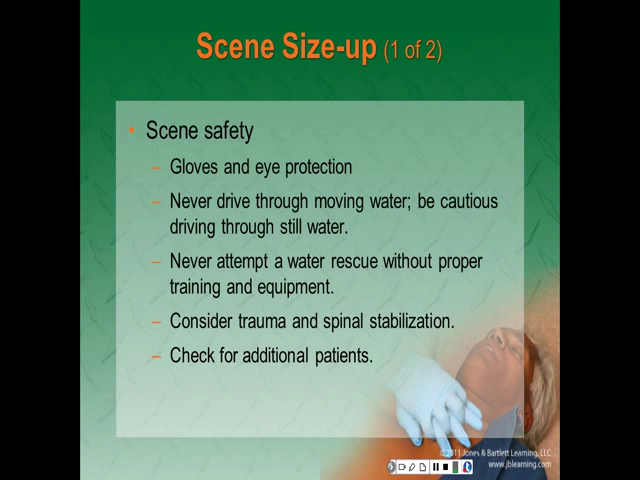 Scene Size-up (1 of 2)
• Scene safety
– Gloves and eye protection
– Never drive through moving water; be cautious
driving through still water.
– Never attempt a water rescue without proper
training and equipment.
– Consider trauma and spinal stabilization.
– Check for additional patients.
©2011 Jones & Bartlett Learning, LLC
www.jblearning.com